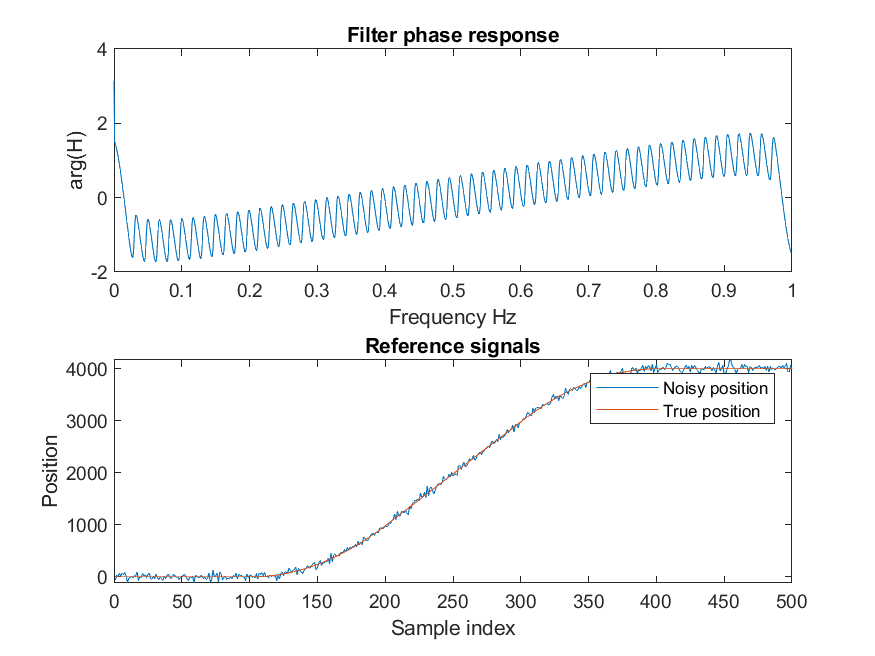 Filter phase response
4
2
0
-2
arg(H)
0 0.1 0.2 0.3 0.4 0.5 0.6 0.7 0.8 0.9 1
Frequency Hz
Reference signals
4000
3000
2000
1000
0
Position
Noisy position
True position
0 50 100 150 200 250 300 350 400 450 500
Sample index